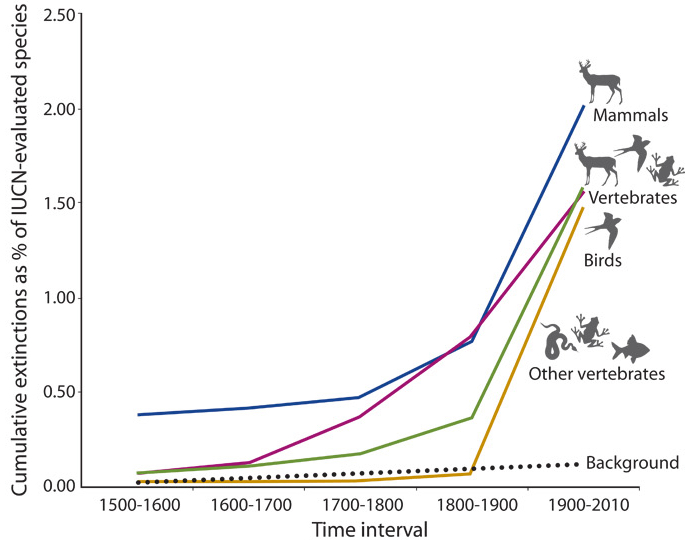 Cumulative extinctions as % of IUCN-evaluated species
2.50
2.00
1.50
1.00
0.50
0.00
Mammals
Vertebrates
Birds
Other vertebrates
Background
1500-1600 1600-1700 1700-1800 1800-1900 1900-2010
Time interval